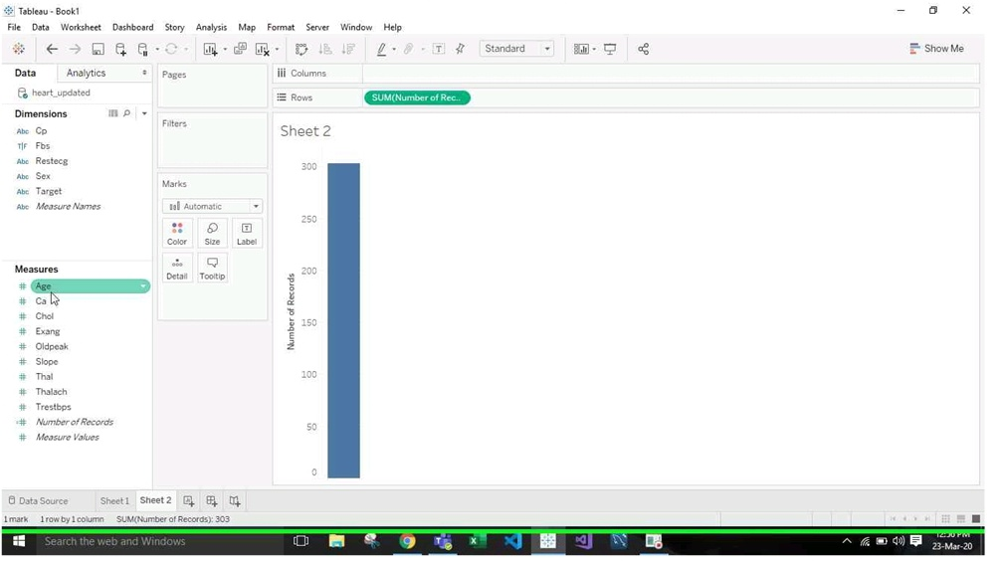 Tableau - Book1
File Data Worksheet Dashboard Story Analysis Map Format Server Window Help
Standard
Show Me
Data Analytics
heart_updated
Dimensions
Abc Cp
T|F Fbs
Abc Restecg
Abc Sex
Abc Target
Abc Measure Names
Measures
Age
Ca
Chol
Exang
Oldpeak
Slope
Thal
Thalach
Trestbps
Number of Records
Measure Values
Pages
Filters
Marks
Automatic
Color Size Label
Detail Tooltip
Columns
Rows SUM(Number of Rec..
Sheet 2
Number of Records
300
250
200
150
100
50
0
Data Source Sheet 1 Sheet 2
1 mark 1 row by 1 column SUM(Number of Records): 303
Search the web and Windows
12:50 PM
23-Mar-20